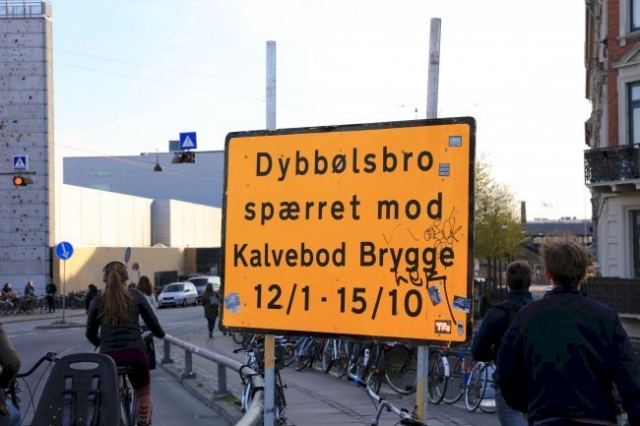 Dybbølsbro
spærret mod
Kalvebod Brygge
12/1 - 15/10